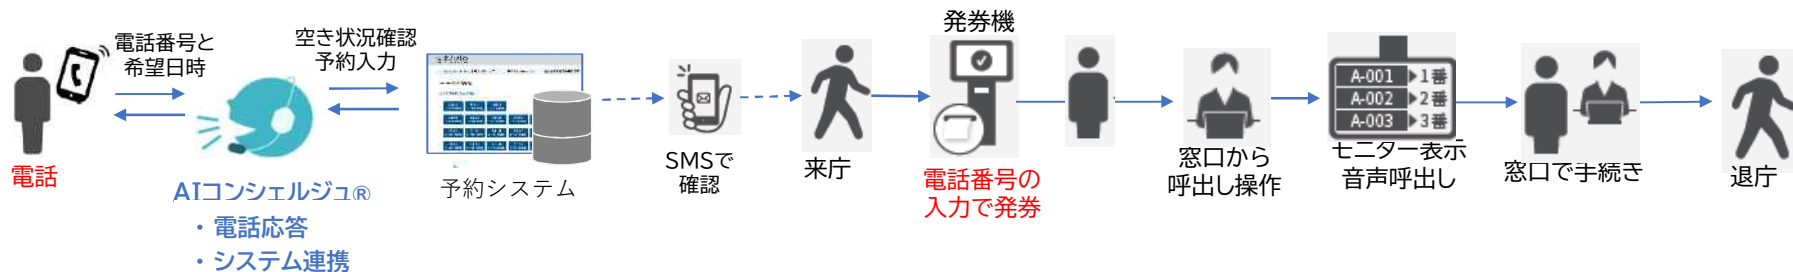 電話
電話番号と
希望日時
AIコンシェルジュ®
・電話応答
・システム連携
空き状況確認
予約入力
予約システム
SMSで
確認
来庁
発券機
電話番号の
入力で発券
窓口から
呼出し操作
A-001 ▶1番
A-002 ▶2番
A-003 ▶3番
モニター表示
音声呼出し
窓口で手続き
退庁